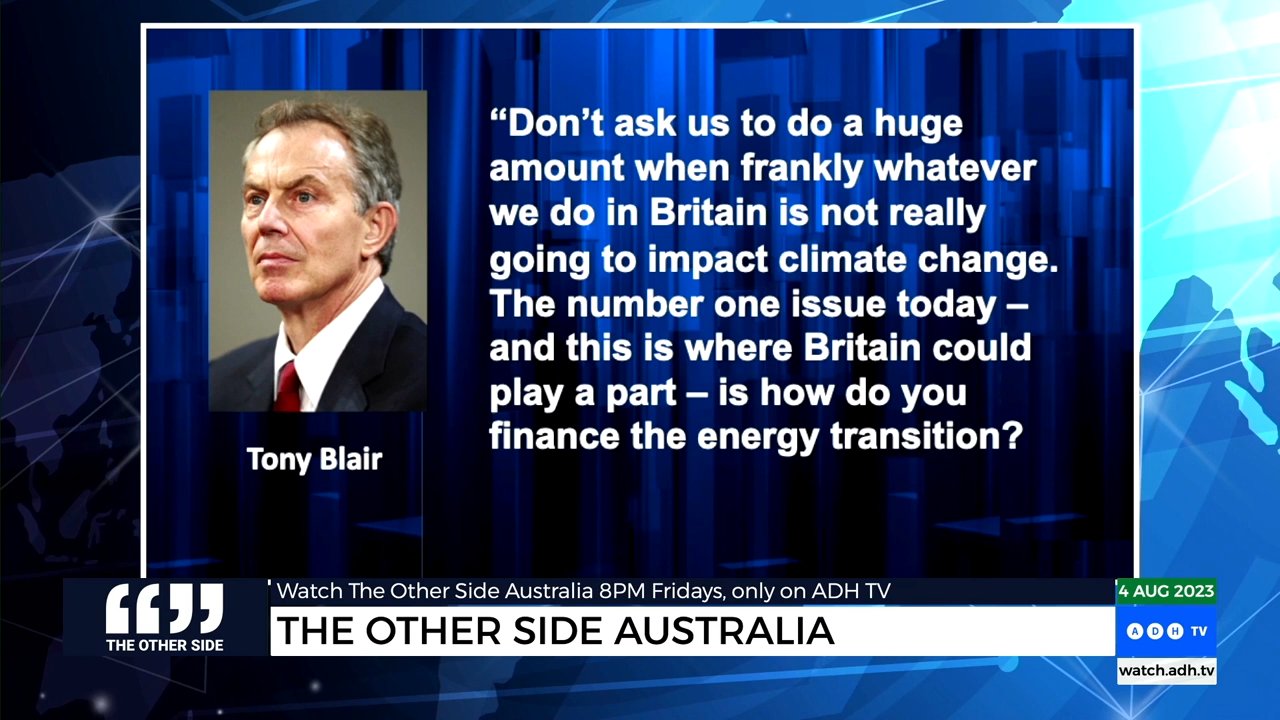 “Don’t ask us to do a huge
amount when frankly whatever
we do in Britain is not really
going to impact climate change.
The number one issue today –
and this is where Britain could
play a part – is how do you
finance the energy transition?
Tony Blair
Watch The Other Side Australia 8PM Fridays, only on ADH TV
4 AUG 2023
“”
THE OTHER SIDE
THE OTHER SIDE AUSTRALIA
ADH TV
watch.adh.tv